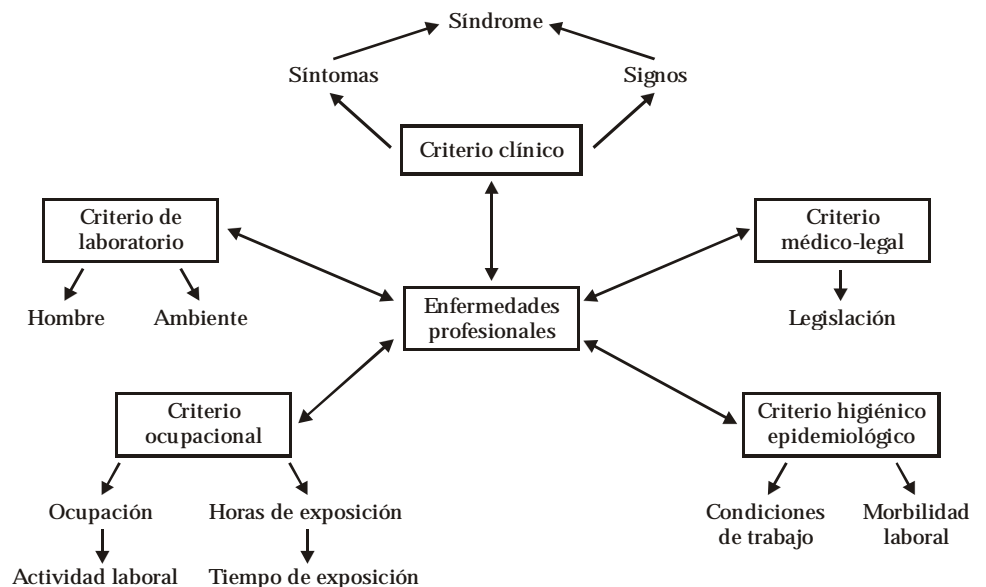 Síndrome
Síntomas
Signos
Criterio clínico
Criterio de
laboratorio
Criterio
médico-legal
Hombre
Ambiente
Enfermedades
profesionales
Legislación
Criterio
ocupacional
Criterio higiénico
epidemiológico
Ocupación
Horas de exposición
Condiciones
de trabajo
Morbilidad
laboral
Actividad laboral
Tiempo de exposición